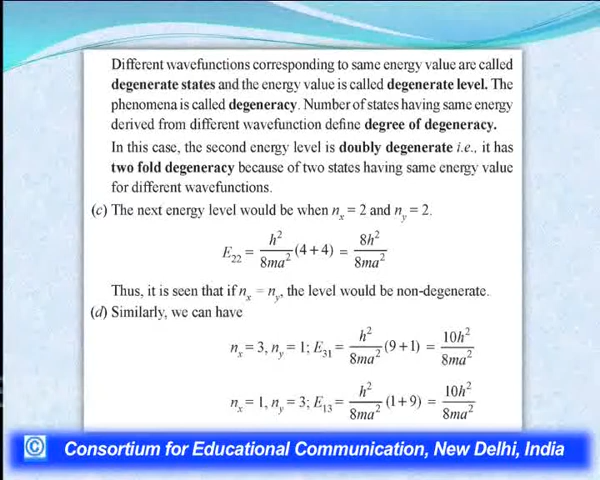 Different wavefunctions corresponding to same energy value are called
degenerate states and the energy value is called degenerate level. The
phenomena is called degeneracy. Number of states having same energy
derived from different wavefunction define degree of degeneracy.
In this case, the second energy level is doubly degenerate i.e., it has
two fold degeneracy because of two states having same energy value
for different wavefunctions.
(c) The next energy level would be when nₓ = 2 and n_y = 2.
E₂₂ = h²/8ma² (4 + 4) = 8h²/8ma²
Thus, it is seen that if nₓ = n_y, the level would be non-degenerate.
(d) Similarly, we can have
nₓ = 3, n_y = 1; E₃₁ = h²/8ma² (9 + 1) = 10h²/8ma²
nₓ = 1, n_y = 3; E₁₃ = h²/8ma² (1 + 9) = 10h²/8ma²
© Consortium for Educational Communication, New Delhi, India